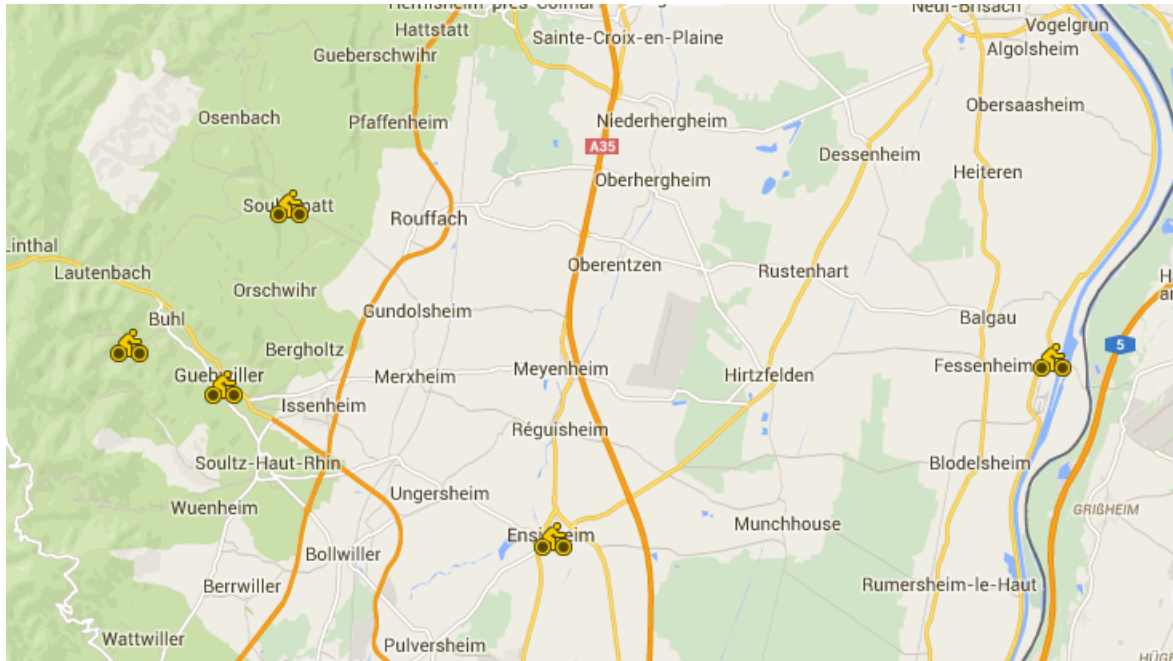 Neuf-Brisach
Hattstatt
Sainte-Croix-en-Plaine
Vogelgrun
Algolsheim
Gueberschwihr
Osenbach
Pfaffenheim
Niederhergheim
Obersaasheim
A35
Dessenheim
Oberhergheim
Heiteren
Rouffach
Linthal
Lautenbach
Oberentzen
Rustenhart
Orschwihr
Buhl
Gundolsheim
Balgau
5
Bergholtz
Fessenheim
Merxheim
Meyenheim
Hirtzfelden
Issenheim
Réguisheim
Soultz-Haut-Rhin
Blodelsheim
Ungersheim
Wuenheim
GRIẞHEIM
Munchhouse
Bollwiller
Berrwiller
Rumersheim-le-Haut
Wattwiller
Pulversheim